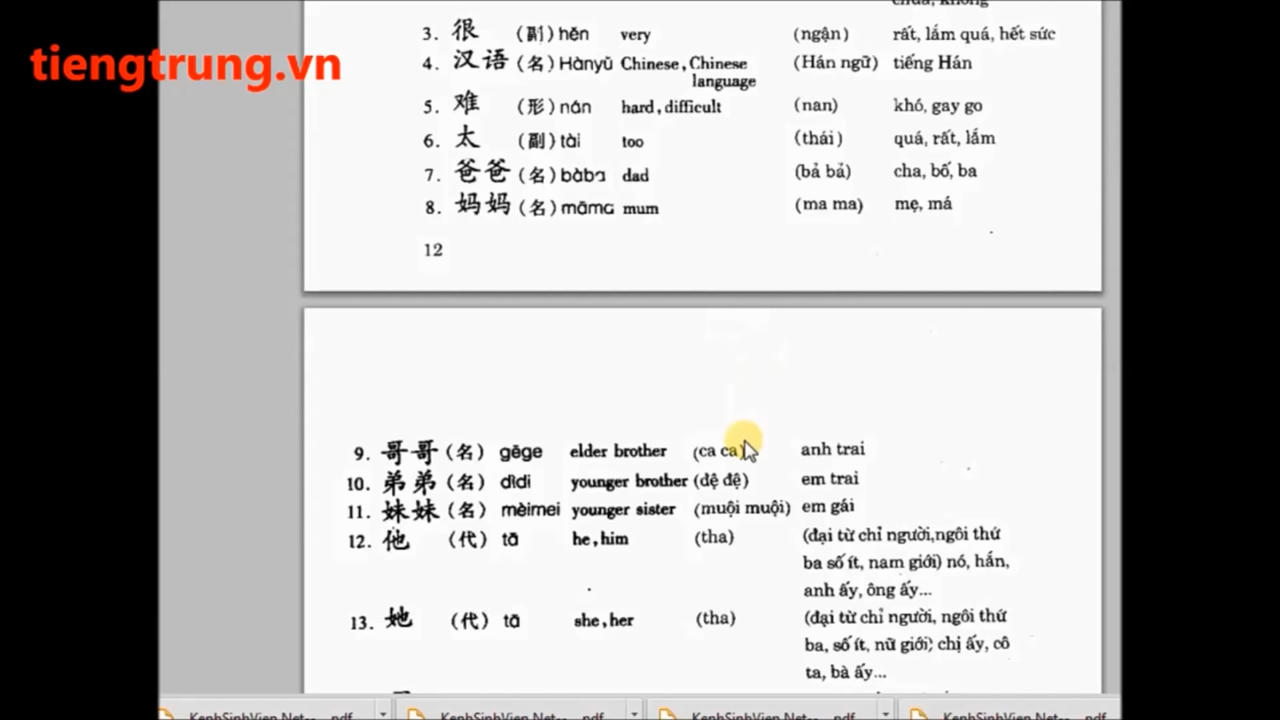 tiengtrung.vn
3. 很 (副) hěn very (ngận) rất, lắm quá, hết sức
4. 汉语 (名) Hànyǔ Chinese, Chinese (Hán ngữ) tiếng Hán
language
5. 难 (形) nán hard, difficult (nan) khó, gay go
6. 太 (副) tài too (thái) quá, rất, lắm
7. 爸爸 (名) bàba dad (bả bả) cha, bố, ba
8. 妈妈 (名) māma mum (ma ma) mẹ, má
12
9. 哥哥 (名) gēge elder brother (ca ca) anh trai
10. 弟弟 (名) dìdi younger brother (đệ đệ) em trai
11. 妹妹 (名) mèimei younger sister (muội muội) em gái
12. 他 (代) tā he, him (tha) (đại từ chỉ người,ngôi thứ
ba số ít, nam giới) nó, hắn,
anh ấy, ông ấy...
13. 她 (代) tā she, her (tha) (đại từ chỉ người, ngôi thứ
ba, số ít, nữ giới; chị ấy, cô
ta, bà ấy...